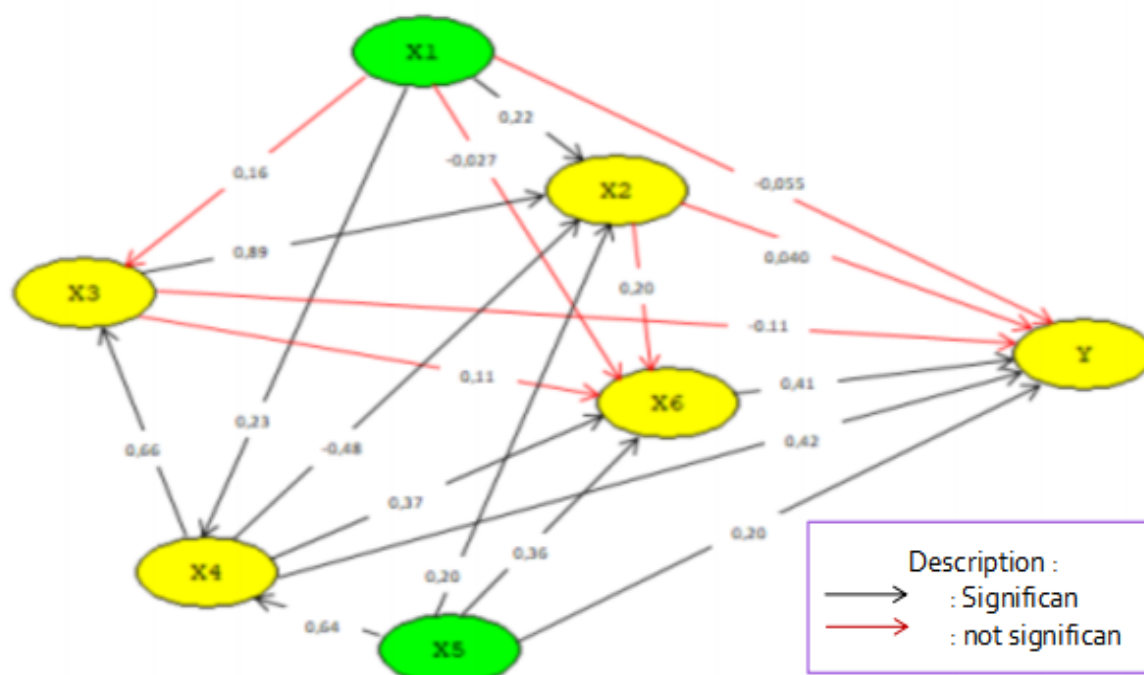 X1
0,22
-0,027
0,16
X2
-0,055
0,89
0,040
X3
0,20
-0.11
Y
0,11
0,41
X6
0,23
0,42
0,66
-0,48
0,37
0,20
0,36
X4
0,20
0,64
X5
Description :
: Significan
: not significan